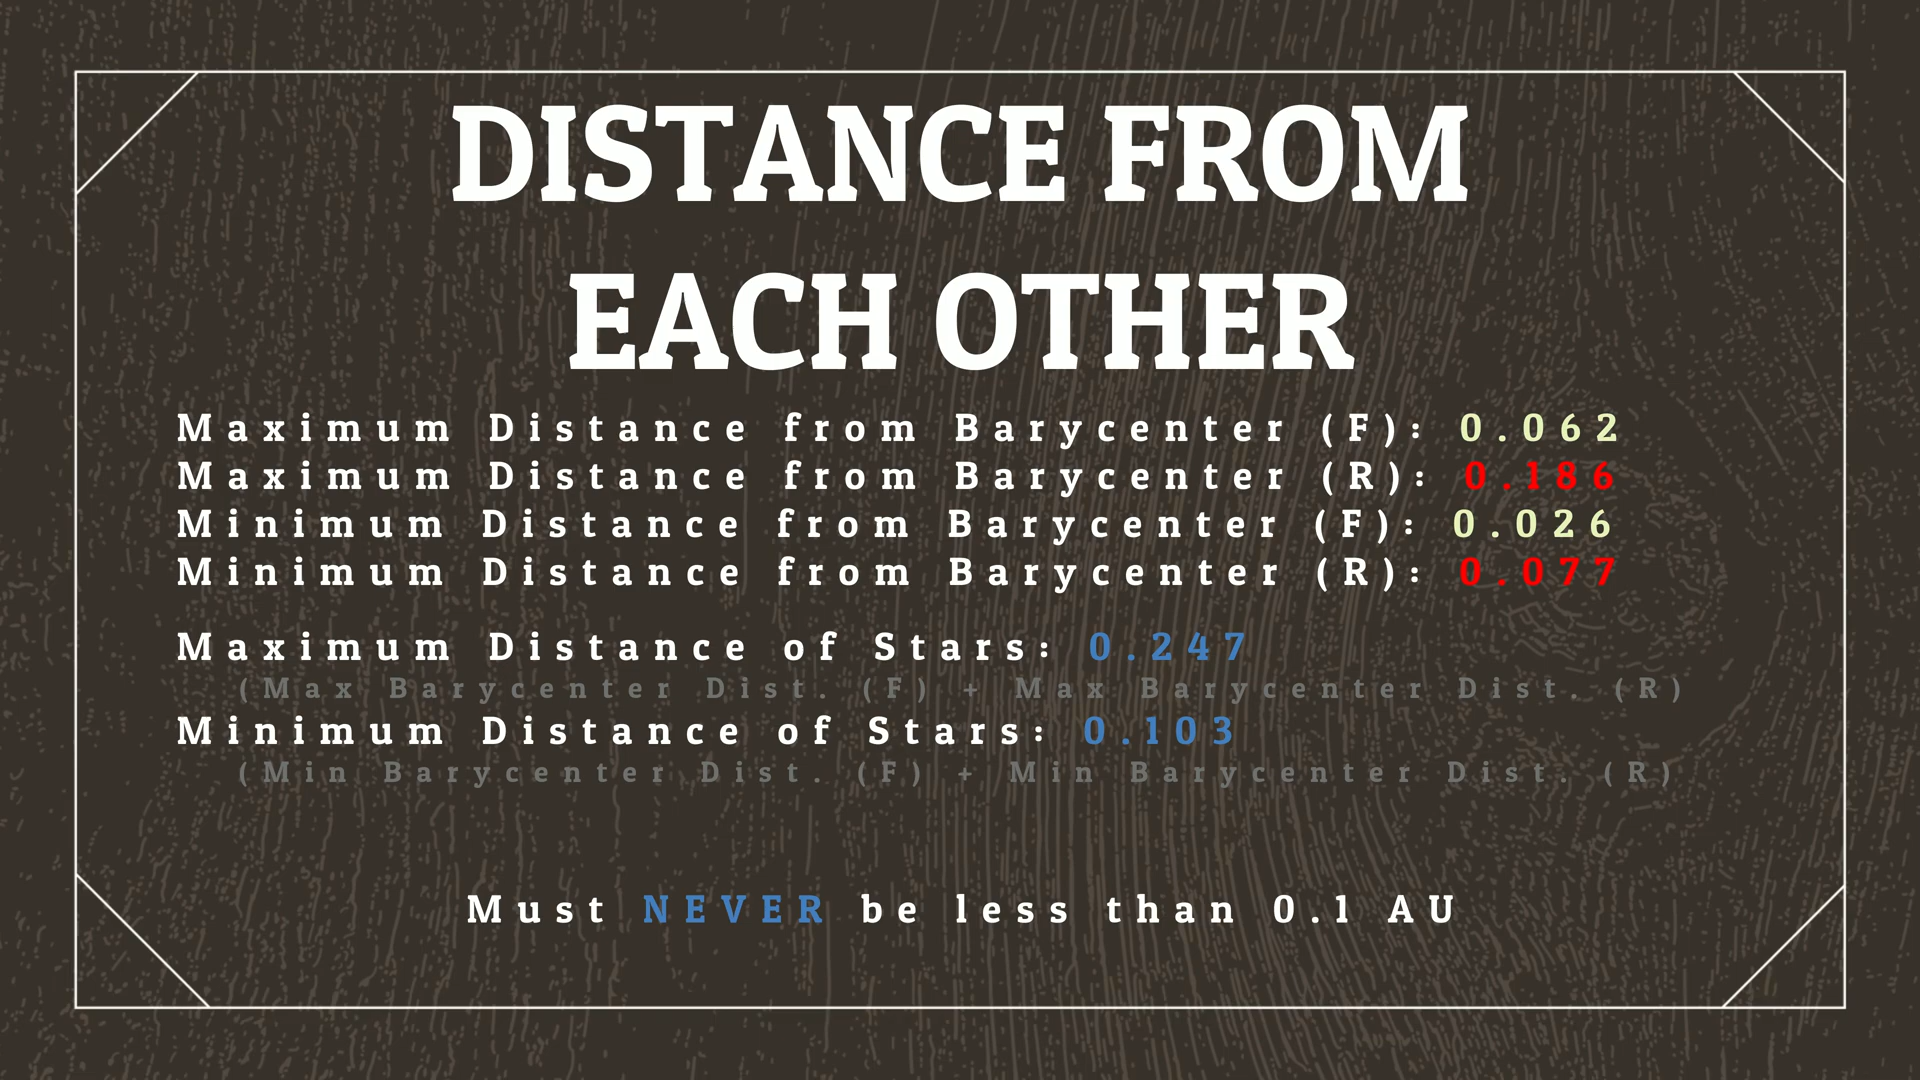 DISTANCE FROM
EACH OTHER
Maximum Distance from Barycenter (F): 0.062
Maximum Distance from Barycenter (R): 0.186
Minimum Distance from Barycenter (F): 0.026
Minimum Distance from Barycenter (R): 0.077
Maximum Distance of Stars: 0.247
(Max Barycenter Dist. (F) + Max Barycenter Dist. (R)
Minimum Distance of Stars: 0.103
(Min Barycenter Dist. (F) + Min Barycenter Dist. (R)
Must NEVER be less than 0.1 AU